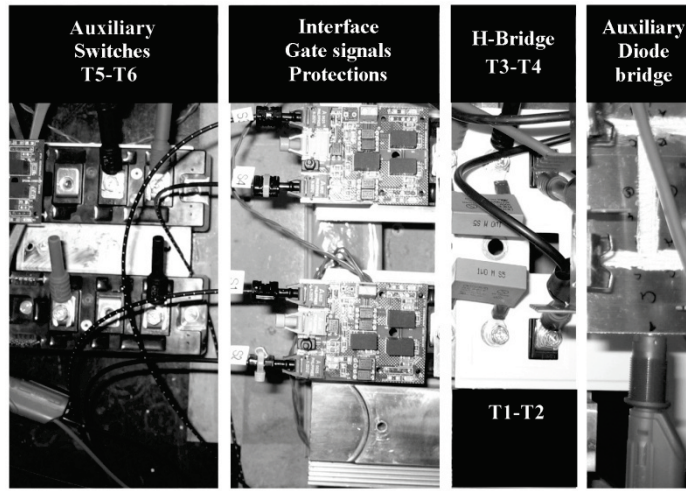 Auxiliary
Switches
T5-T6
Interface
Gate signals
Protections
H-Bridge
T3-T4
T1-T2
Auxiliary
Diode
bridge